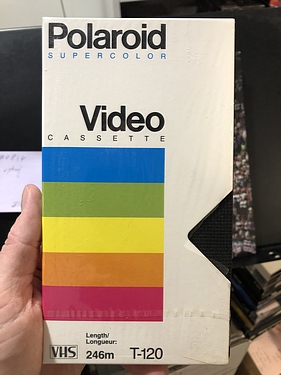 Polaroid
SUPERCOLOR
Video
CASSETTE
Length/
Longueur:
VHS 246m T-120